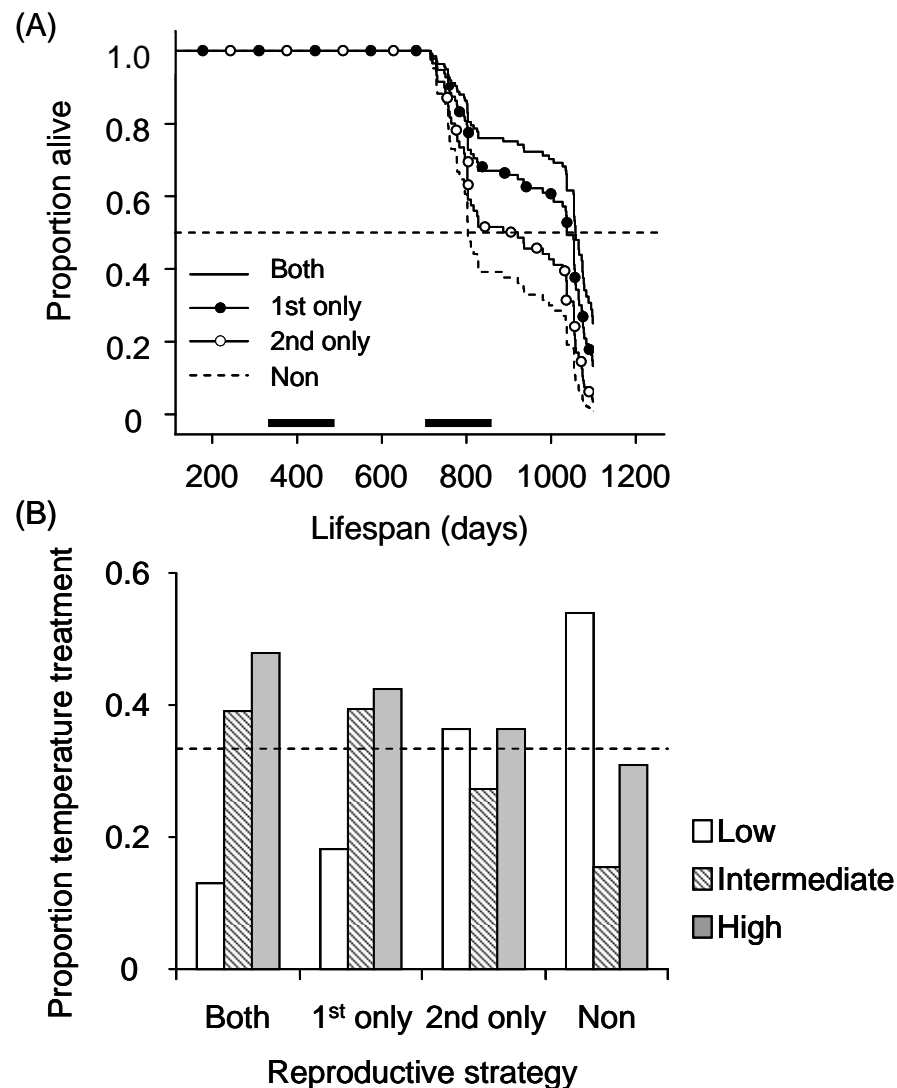 (A)
Proportion alive
1.0
0.8
0.6
0.4
0.2
0
Both
1st only
2nd only
Non
200 400 600 800 1000 1200
Lifespan (days)
(B)
Proportion temperature treatment
0.6
0.4
0.2
0
Low
Intermediate
High
Both 1st only 2nd only Non
Reproductive strategy